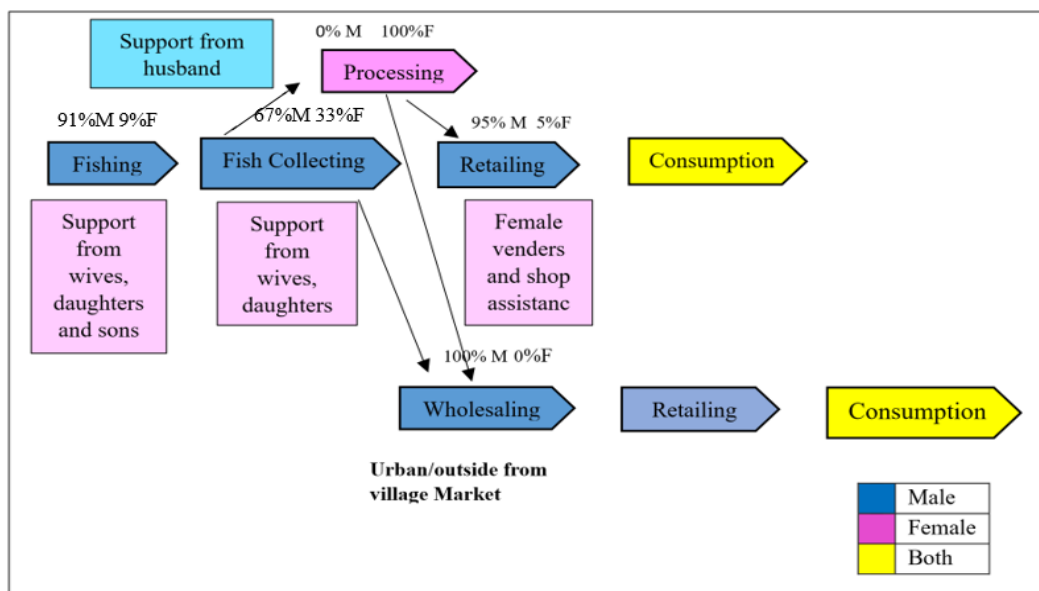 Support from
husband
0% M 100%F
Processing
91%M 9%F
67%M 33%F
95% M 5%F
Fishing
Fish Collecting
Retailing
Consumption
Support
from
wives,
daughters
and sons
Support
from
wives,
daughters
Female
venders
and shop
assistanc
100% M 0%F
Wholesaling
Retailing
Consumption
Urban/outside from
village Market
Male
Female
Both